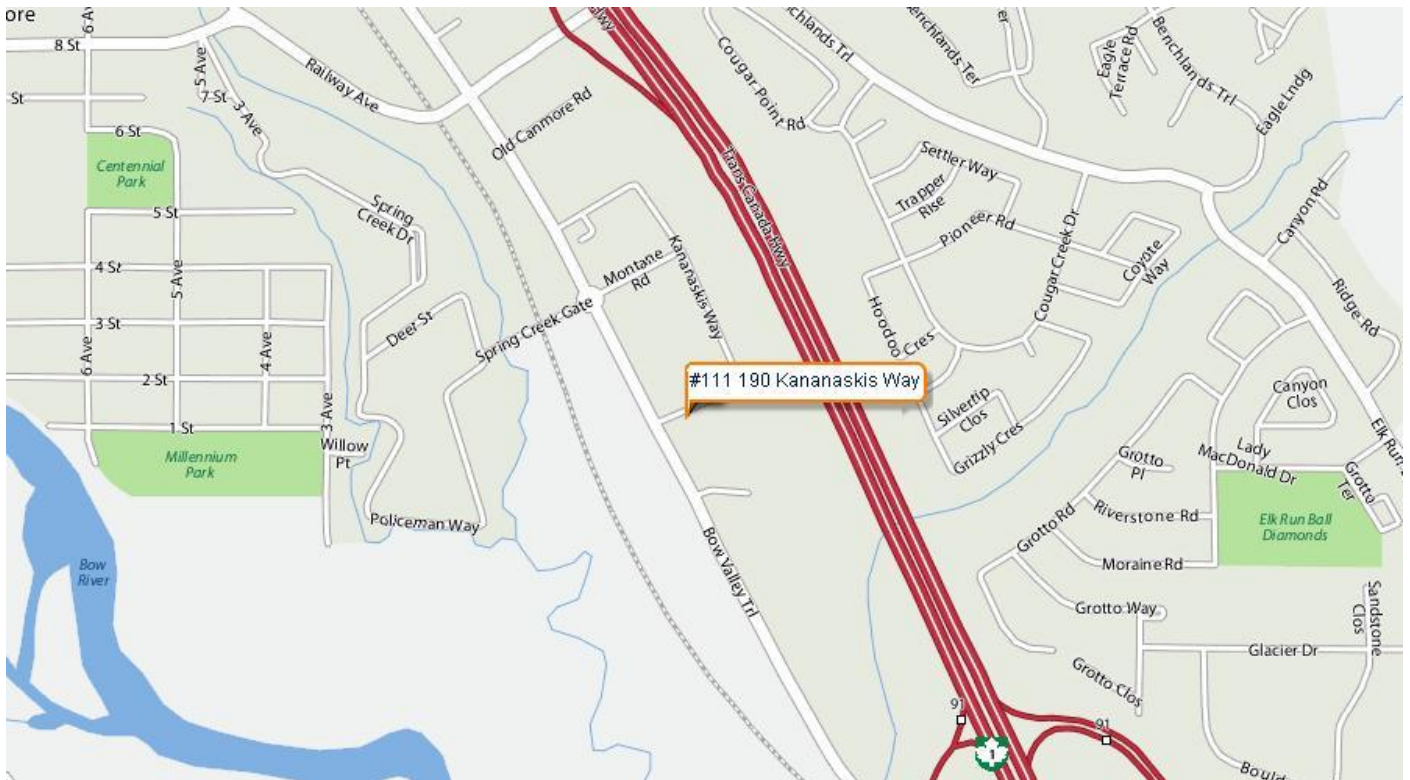 ore
6 A
8 St
5 Ave
Railway Ave
7 St
3 Ave
St
6 St
Centennial
Park
5 St
Spring
Creek Dr
4 St
5 Ave
3 St
Deer St
6 Ave
4 Ave
2 St
3 Ave
1 St
Willow
Pt
Millennium
Park
Policeman Way
Bow
River
Old Canmore Rd
Hwy
Trans Canada Hwy
Montane
Rd
Kananaskis Way
Spring Creek Gate
#111 190 Kananaskis Way
Bow Valley Trl
Cougar Point Rd
enchlands Trl
enchlands Ter
er
Eagle
Terrace Rd
Benchlands Trl
Eagle Lndg
Settler Way
Trapper
Rise
Pioneer Rd
Cougar Creek Dr
Coyote
Way
Canyon Rd
Ridge Rd
Hoodoo
Cres
Silvertip
Clos
Grizzly Cres
Canyon
Clos
Elk Run
Lady
MacDonald Dr
Grotto
Pl
Grotto
Ter
Grotto Rd
Riverstone Rd
Elk Run Ball
Diamonds
Moraine Rd
Grotto Way
Sandstone
Clos
Glacier Dr
Grotto Clos
91
91
1
Bould